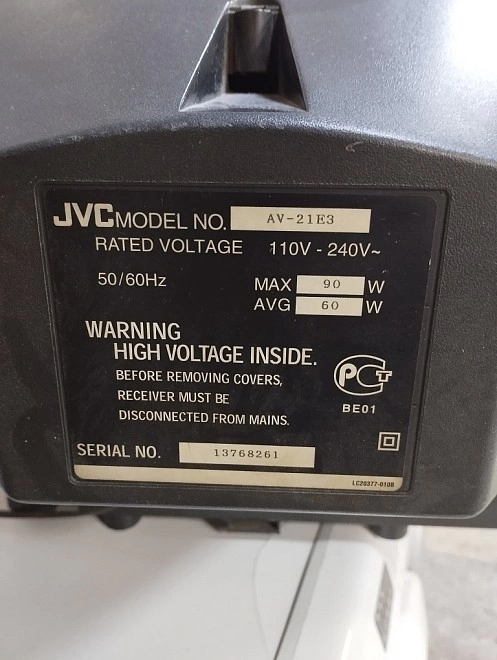 JVC MODEL NO. AV-21E3
RATED VOLTAGE 110V - 240V~
50/60Hz MAX 90 W
AVG 60 W
WARNING
HIGH VOLTAGE INSIDE.
BEFORE REMOVING COVERS,
RECEIVER MUST BE
DISCONNECTED FROM MAINS.
PCT
BE01
SERIAL NO. 13768261
LC20377-010B